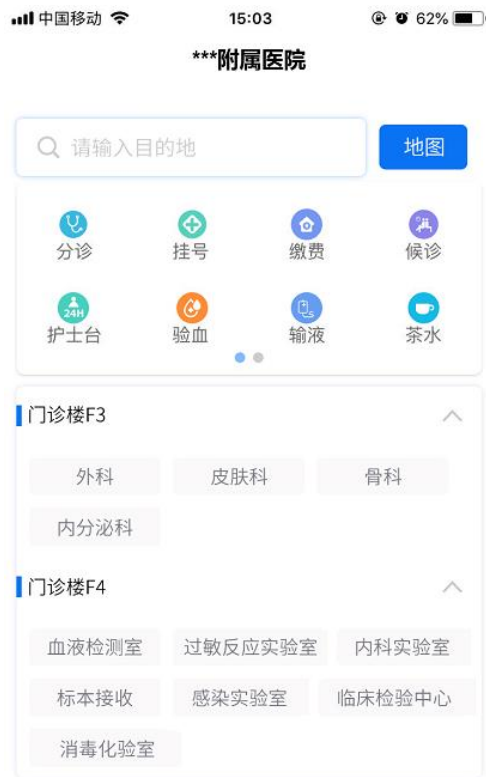 中国移动 15:03 62%
***附属医院
请输入目的地 地图
分诊 挂号 缴费 候诊
24H
护士台 验血 输液 茶水
门诊楼F3
外科 皮肤科 骨科
内分泌科
门诊楼F4
血液检测室 过敏反应实验室 内科实验室
标本接收 感染实验室 临床检验中心
消毒化验室